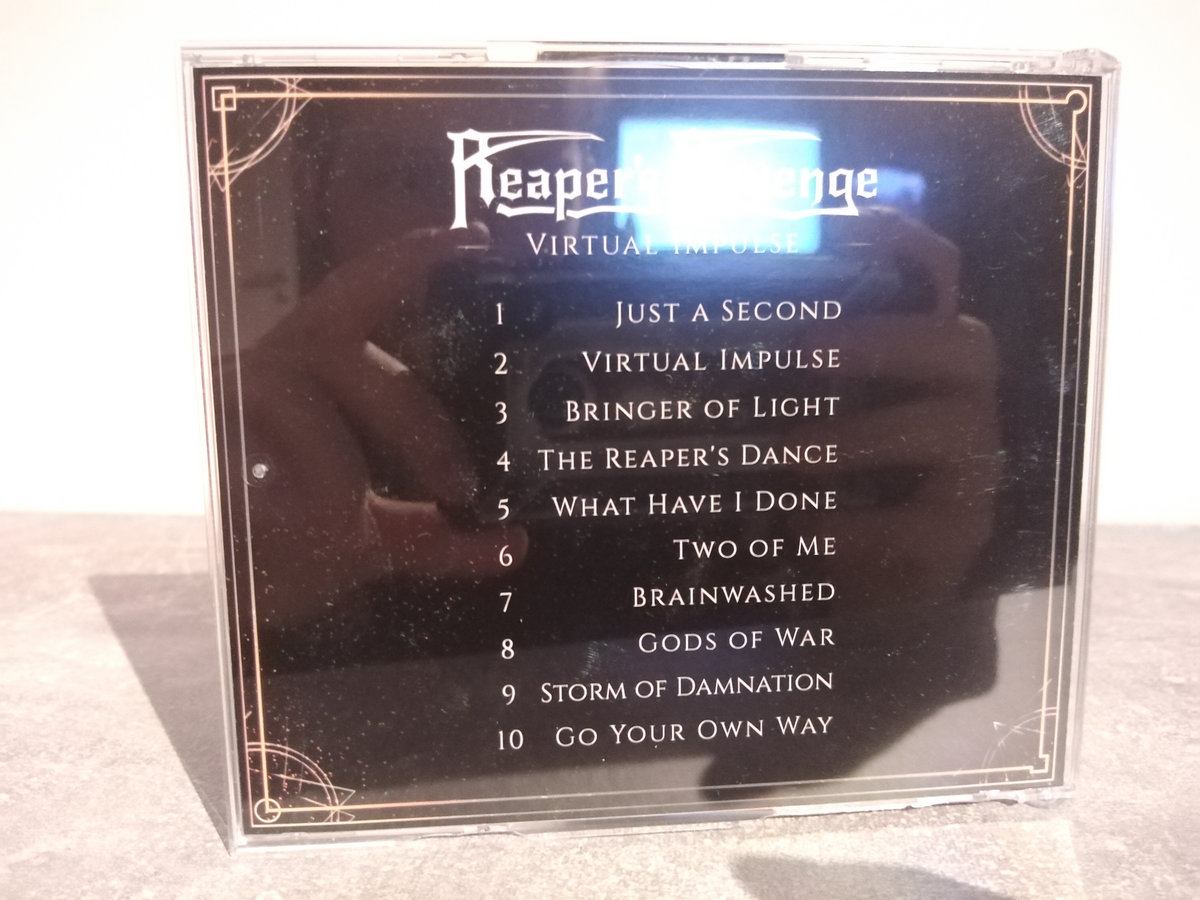 Reaper's Revenge
Virtual Impulse
1 Just a Second
2 Virtual Impulse
3 Bringer of Light
4 The Reaper's Dance
5 What Have I Done
6 Two of Me
7 Brainwashed
8 Gods of War
9 Storm of Damnation
10 Go Your Own Way